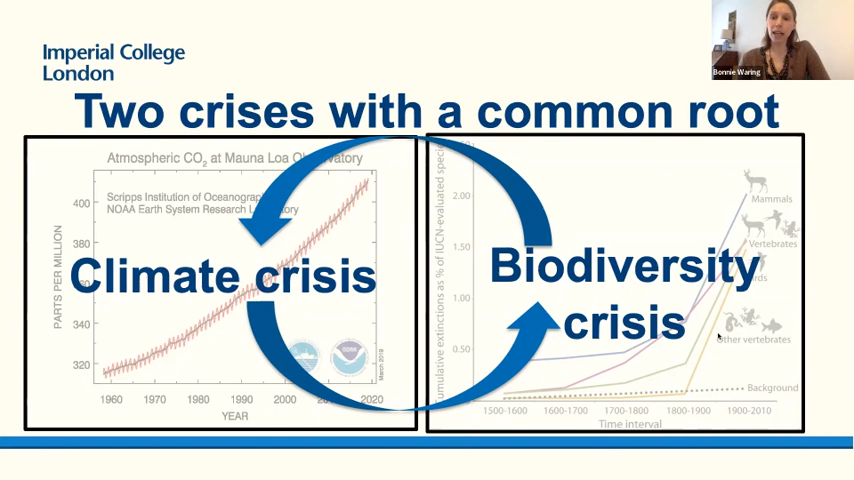 Imperial College
London
Bonnie Waring
Two crises with a common root
Atmospheric CO2 at Mauna Loa Observatory
Scripps Institution of Oceanography
NOAA Earth System Research Laboratory
PARTS PER MILLION
400
380
360
340
320
1960
1970
1980
1990
2000
2020
YEAR
March 2019
Climate crisis
Cumulative extinctions as % of IUCN-evaluated species
2.00
1.50
1.00
0.50
Mammals
Vertebrates
Other vertebrates
Background
1500-1600
1600-1700
1700-1800
1800-1900
1900-2010
Time interval
Biodiversity
crisis